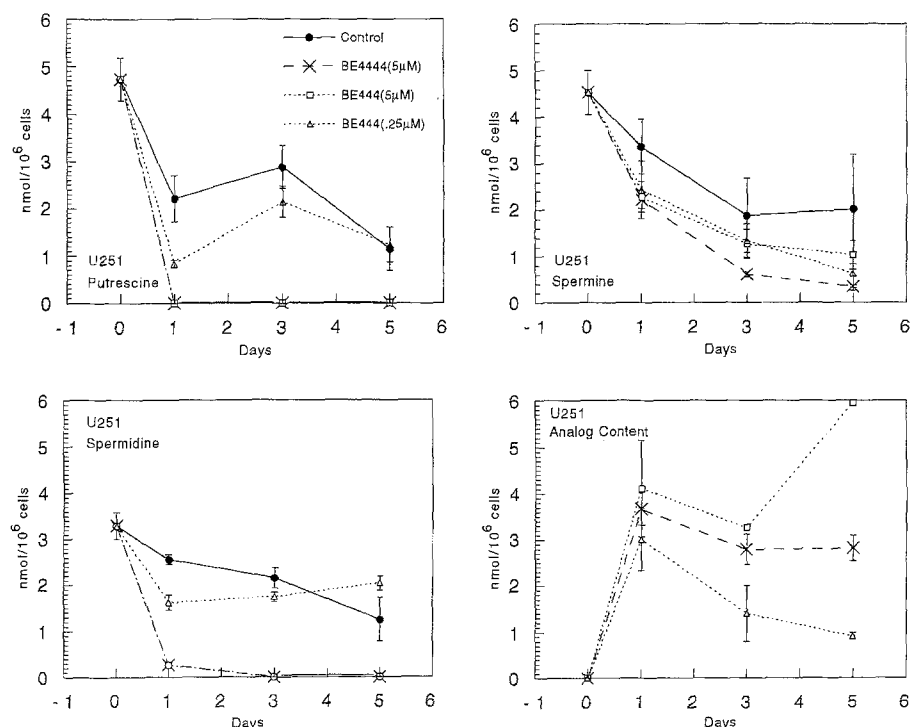 6
5
4
3
2
1
0
nmol/10⁶ cells
Control
BE4444(5μM)
BE444(5μM)
BE444(.25μM)
U251
Putrescine
- 1 0 1 2 3 4 5 6
Days
6
5
4
3
2
1
0
nmol/10⁶ cells
U251
Spermine
- 1 0 1 2 3 4 5 6
Days
6
5
4
3
2
1
0
nmol/10⁶ cells
U251
Spermidine
- 1 0 1 2 3 4 5 6
Days
6
5
4
3
2
1
0
nmol/10⁶ cells
U251
Analog Content
- 1 0 1 2 3 4 5 6
Days